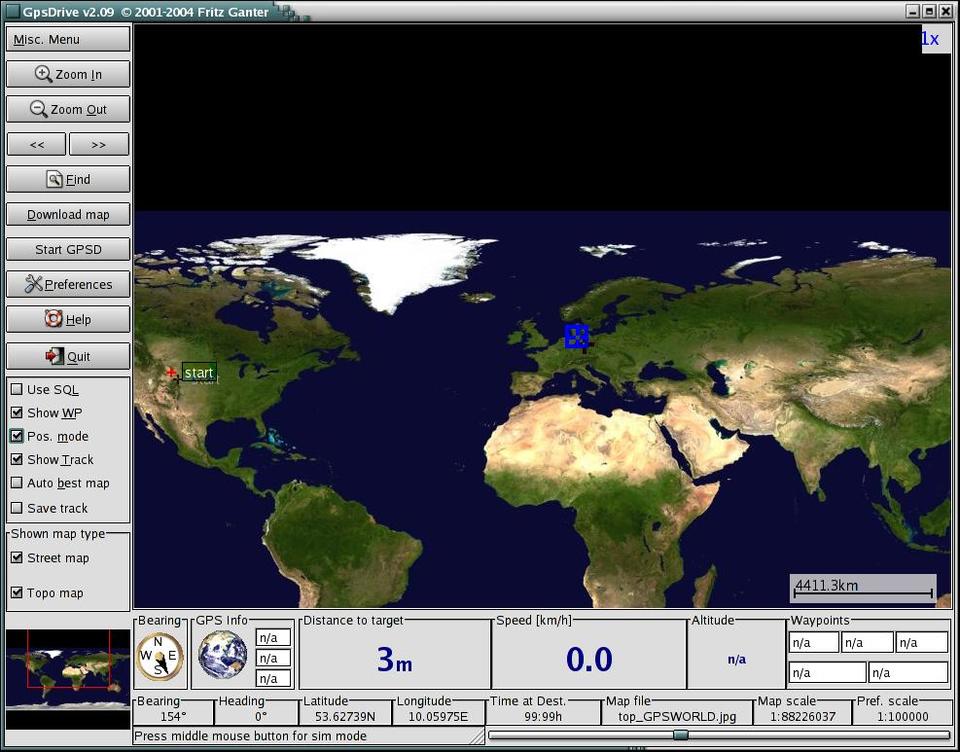 GpsDrive v2.09 © 2001-2004 Fritz Ganter
Misc. Menu
1x
Zoom In
Zoom Out
<< >>
Find
Download map
Start GPSD
Preferences
Help
Quit
start
Use SQL
Show WP
Pos. mode
Show Track
Auto best map
Save track
Shown map type
Street map
Topo map
4411.3km
Bearing GPS Info Distance to target Speed [km/h] Altitude Waypoints
N
W E
S
n/a
n/a
n/a
3m
0.0
n/a
n/a n/a n/a
n/a n/a
Bearing Heading Latitude Longitude Time at Dest. Map file Map scale Pref. scale
154° 0° 53.62739N 10.05975E 99:99h top_GPSWORLD.jpg 1:88226037 1:100000
Press middle mouse button for sim mode